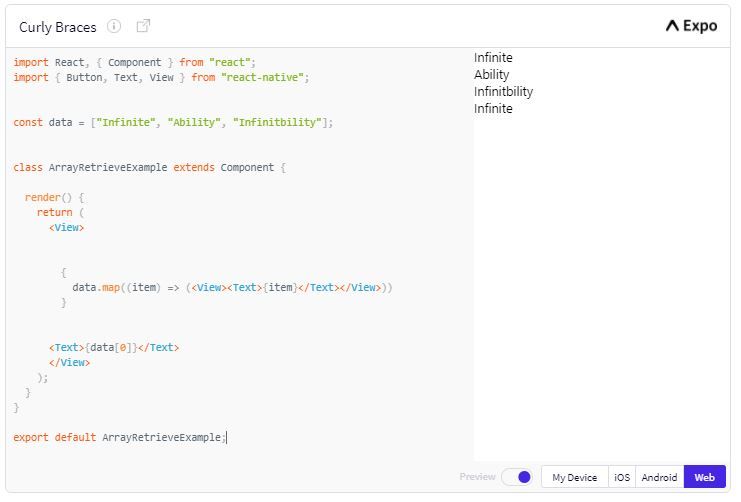 Curly Braces
Expo
import React, { Component } from "react";
import { Button, Text, View } from "react-native";
const data = ["Infinite", "Ability", "Infinitbility"];
class ArrayRetrieveExample extends Component {
render() {
return (
<View>
{
data.map((item) => (<View><Text>{item}</Text></View>))
}
<Text>{data[0]}</Text>
</View>
);
}
}
export default ArrayRetrieveExample;
Infinite
Ability
Infinitbility
Infinite
Preview
My Device
iOS
Android
Web